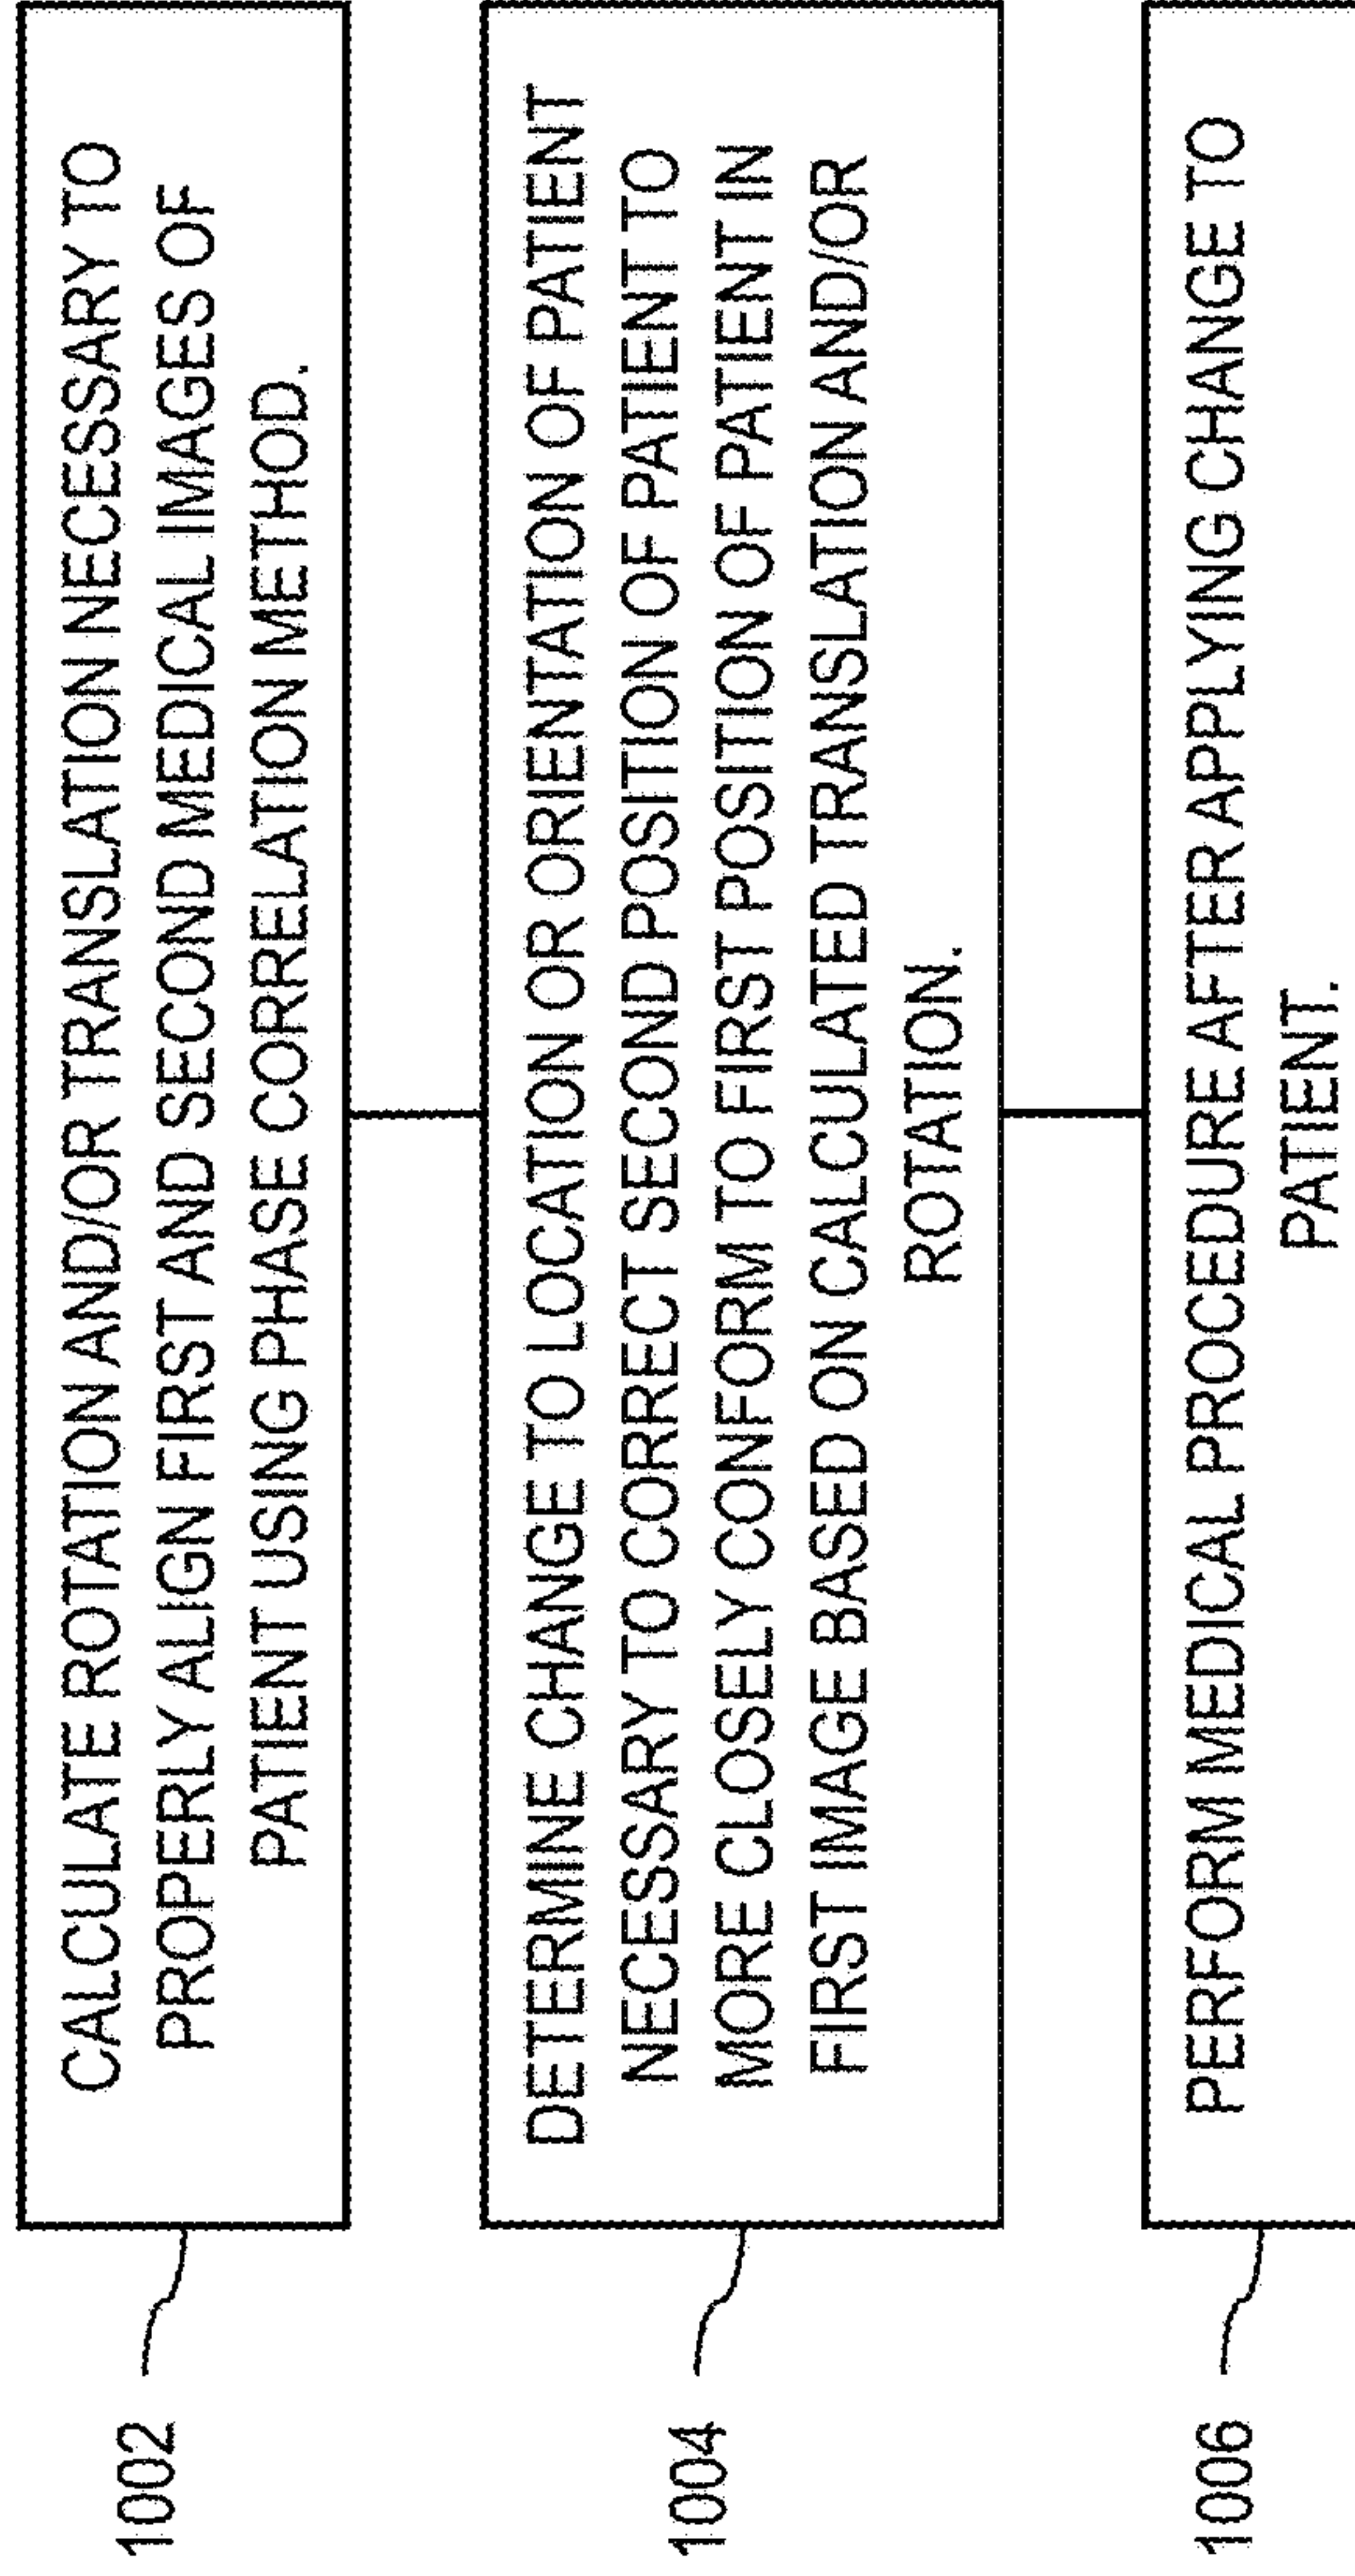 1002
CALCULATE ROTATION AND/OR TRANSLATION NECESSARY TO
PROPERLY ALIGN FIRST AND SECOND MEDICAL IMAGES OF
PATIENT USING PHASE CORRELATION METHOD.
1004
DETERMINE CHANGE TO LOCATION OR ORIENTATION OF PATIENT
NECESSARY TO CORRECT SECOND POSITION OF PATIENT TO
MORE CLOSELY CONFORM TO FIRST POSITION OF PATIENT IN
FIRST IMAGE BASED ON CALCULATED TRANSLATION AND/OR
ROTATION.
1006
PERFORM MEDICAL PROCEDURE AFTER APPLYING CHANGE TO
PATIENT.